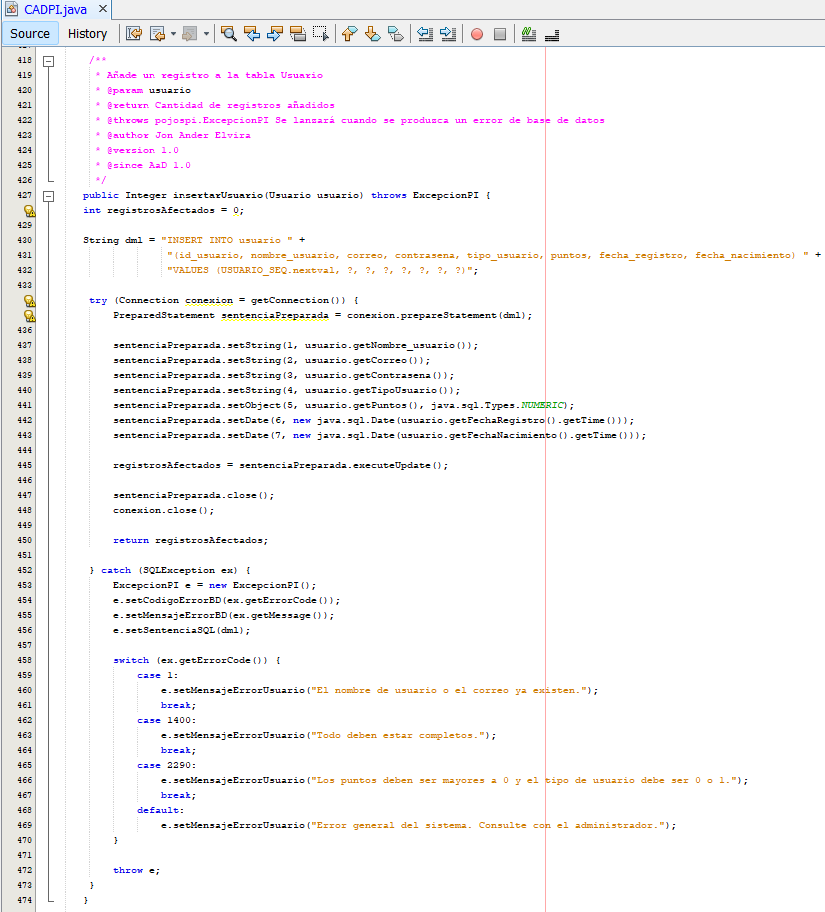 CADPI.java
Source History
418 /**
419 * Añade un registro a la tabla Usuario
420 * @param usuario
421 * @return Cantidad de registros añadidos
422 * @throws pojospi.ExcepcionPI Se lanzará cuando se produzca un error de base de datos
423 * @author Jon Ander Elvira
424 * @version 1.0
425 * @since AaD 1.0
426 */
427 public Integer insertarUsuario(Usuario usuario) throws ExcepcionPI {
int registrosAfectados = 0;
429
430 String dml = "INSERT INTO usuario " +
431 "(id_usuario, nombre_usuario, correo, contrasena, tipo_usuario, puntos, fecha_registro, fecha_nacimiento) " +
432 "VALUES (USUARIO_SEQ.nextval, ?, ?, ?, ?, ?, ?, ?)";
433
try (Connection conexion = getConnection()) {
PreparedStatement sentenciaPreparada = conexion.prepareStatement(dml);
436
437 sentenciaPreparada.setString(1, usuario.getNombre_usuario());
438 sentenciaPreparada.setString(2, usuario.getCorreo());
439 sentenciaPreparada.setString(3, usuario.getContrasena());
440 sentenciaPreparada.setString(4, usuario.getTipoUsuario());
441 sentenciaPreparada.setObject(5, usuario.getPuntos(), java.sql.Types.NUMERIC);
442 sentenciaPreparada.setDate(6, new java.sql.Date(usuario.getFechaRegistro().getTime()));
443 sentenciaPreparada.setDate(7, new java.sql.Date(usuario.getFechaNacimiento().getTime()));
444
445 registrosAfectados = sentenciaPreparada.executeUpdate();
446
447 sentenciaPreparada.close();
448 conexion.close();
449
450 return registrosAfectados;
451
452 } catch (SQLException ex) {
453 ExcepcionPI e = new ExcepcionPI();
454 e.setCodigoErrorBD(ex.getErrorCode());
455 e.setMensajeErrorBD(ex.getMessage());
456 e.setSentenciaSQL(dml);
457
458 switch (ex.getErrorCode()) {
459 case 1:
460 e.setMensajeErrorUsuario("El nombre de usuario o el correo ya existen.");
461 break;
462 case 1400:
463 e.setMensajeErrorUsuario("Todo deben estar completos.");
464 break;
465 case 2290:
466 e.setMensajeErrorUsuario("Los puntos deben ser mayores a 0 y el tipo de usuario debe ser 0 o 1.");
467 break;
468 default:
469 e.setMensajeErrorUsuario("Error general del sistema. Consulte con el administrador.");
470 }
471
472 throw e;
473 }
474 }